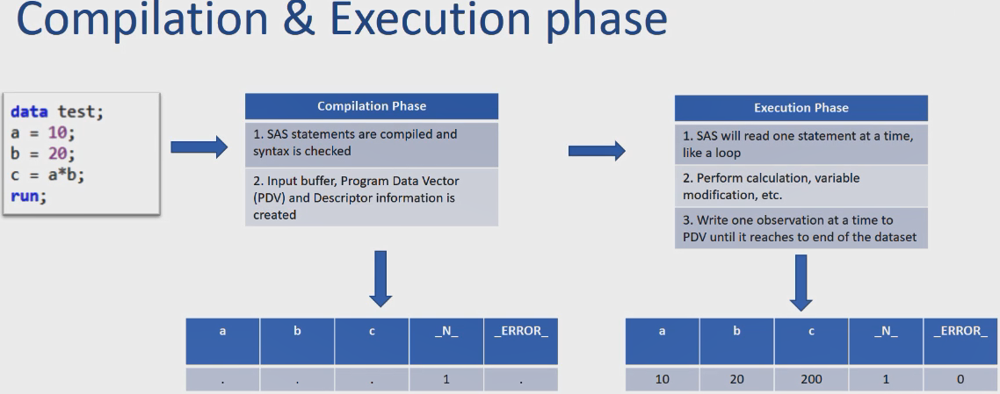 Compilation & Execution phase
data test;
a = 10;
b = 20;
c = a*b;
run;
Compilation Phase
1. SAS statements are compiled and
syntax is checked
2. Input buffer, Program Data Vector
(PDV) and Descriptor information is
created
Execution Phase
1. SAS will read one statement at a time,
like a loop
2. Perform calculation, variable
modification, etc.
3. Write one observation at a time to
PDV until it reaches to end of the dataset
a b c _N_ _ERROR_
. . . 1 .
a b c _N_ _ERROR_
10 20 200 1 0